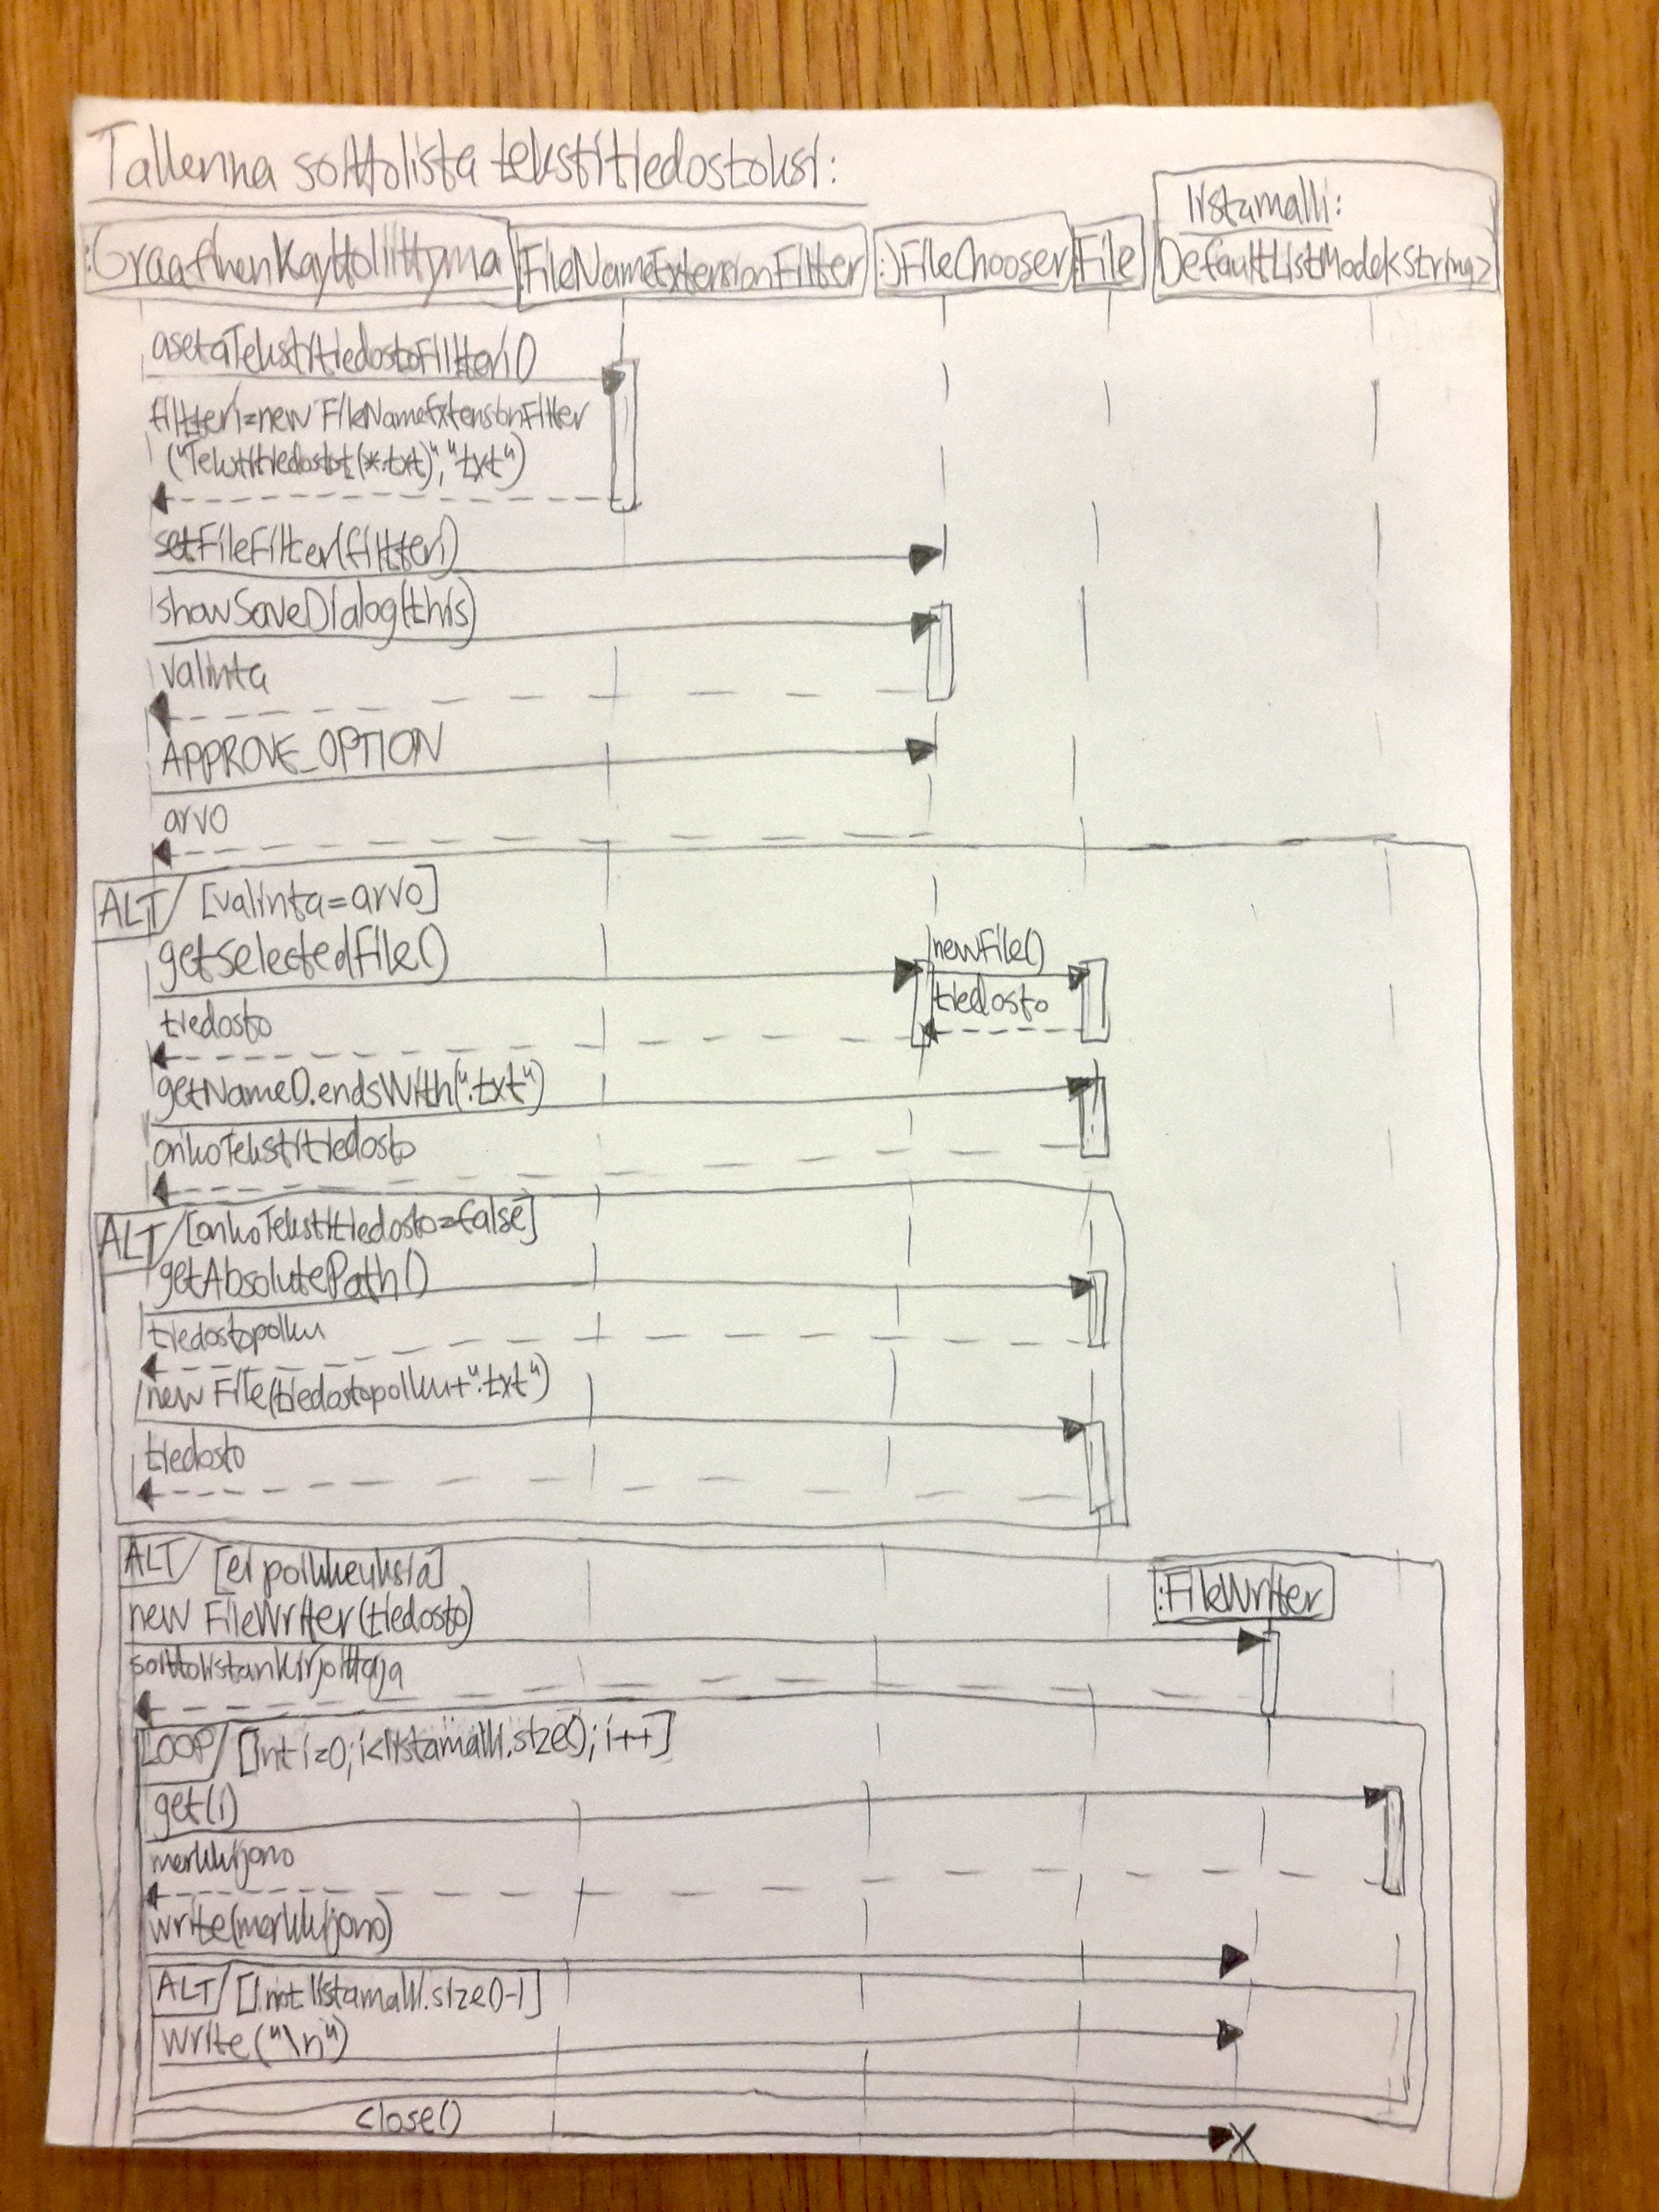 Tallenna soittolista tekstitiedostoksi:
:GraafinenKayttoliittyma
:FileNameExtensionFilter
:JFileChooser
:File
listamalli:
DefaultListModel<String>
asetaTekstitiedostoFiltteri()
filtteri=new FileNameExtensionFilter
("Tekstitiedostot(*.txt)","txt")
setFileFilter(filtteri)
showSaveDialog(this)
valinta
APPROVE_OPTION
arvo
ALT [valinta=arvo]
getSelectedFile()
newFile()
tiedosto
tiedosto
getName().endsWith(".txt")
onkoTekstitiedosto
ALT [onkoTekstitiedosto=false]
getAbsolutePath()
tiedostopolku
new File(tiedostopolku+".txt")
tiedosto
ALT [ei poikkeuksia]
:FileWriter
new FileWriter(tiedosto)
soittolistanKirjoittaja
LOOP [int i=0;i<listamalli.size();i++]
get(i)
merkkijono
write(merkkijono)
ALT [i not listamalli.size()-1]
write("\n")
close()